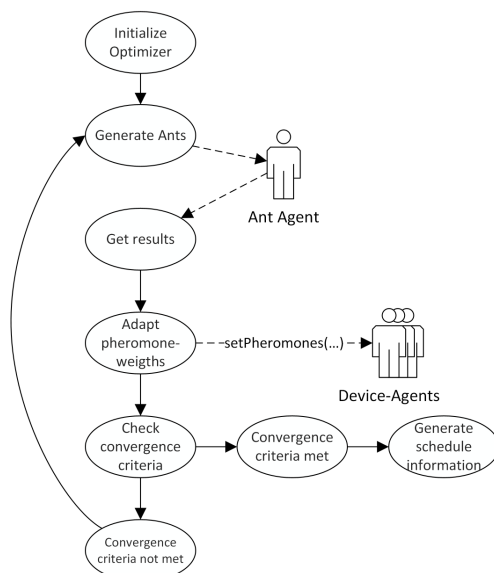 Initialize
Optimizer
Generate Ants
Ant Agent
Get results
Adapt
pheromone-
weigths
setPheromones(...)
Device-Agents
Check
convergence
criteria
Convergence
criteria met
Generate
schedule
information
Convergence
criteria not met